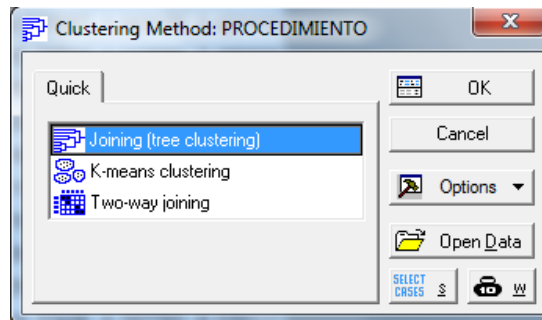 Clustering Method: PROCEDIMIENTO
Quick
Joining (tree clustering)
K-means clustering
Two-way joining
OK
Cancel
Options
Open Data
SELECT
CASES
S
W